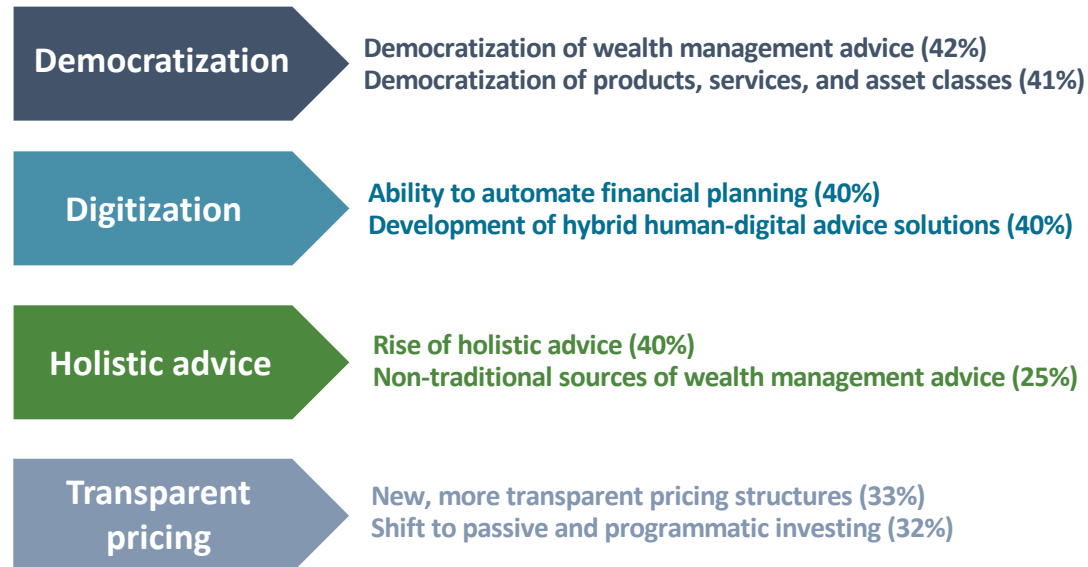 Democratization
Democratization of wealth management advice (42%)
Democratization of products, services, and asset classes (41%)
Digitization
Ability to automate financial planning (40%)
Development of hybrid human-digital advice solutions (40%)
Holistic advice
Rise of holistic advice (40%)
Non-traditional sources of wealth management advice (25%)
Transparent
pricing
New, more transparent pricing structures (33%)
Shift to passive and programmatic investing (32%)